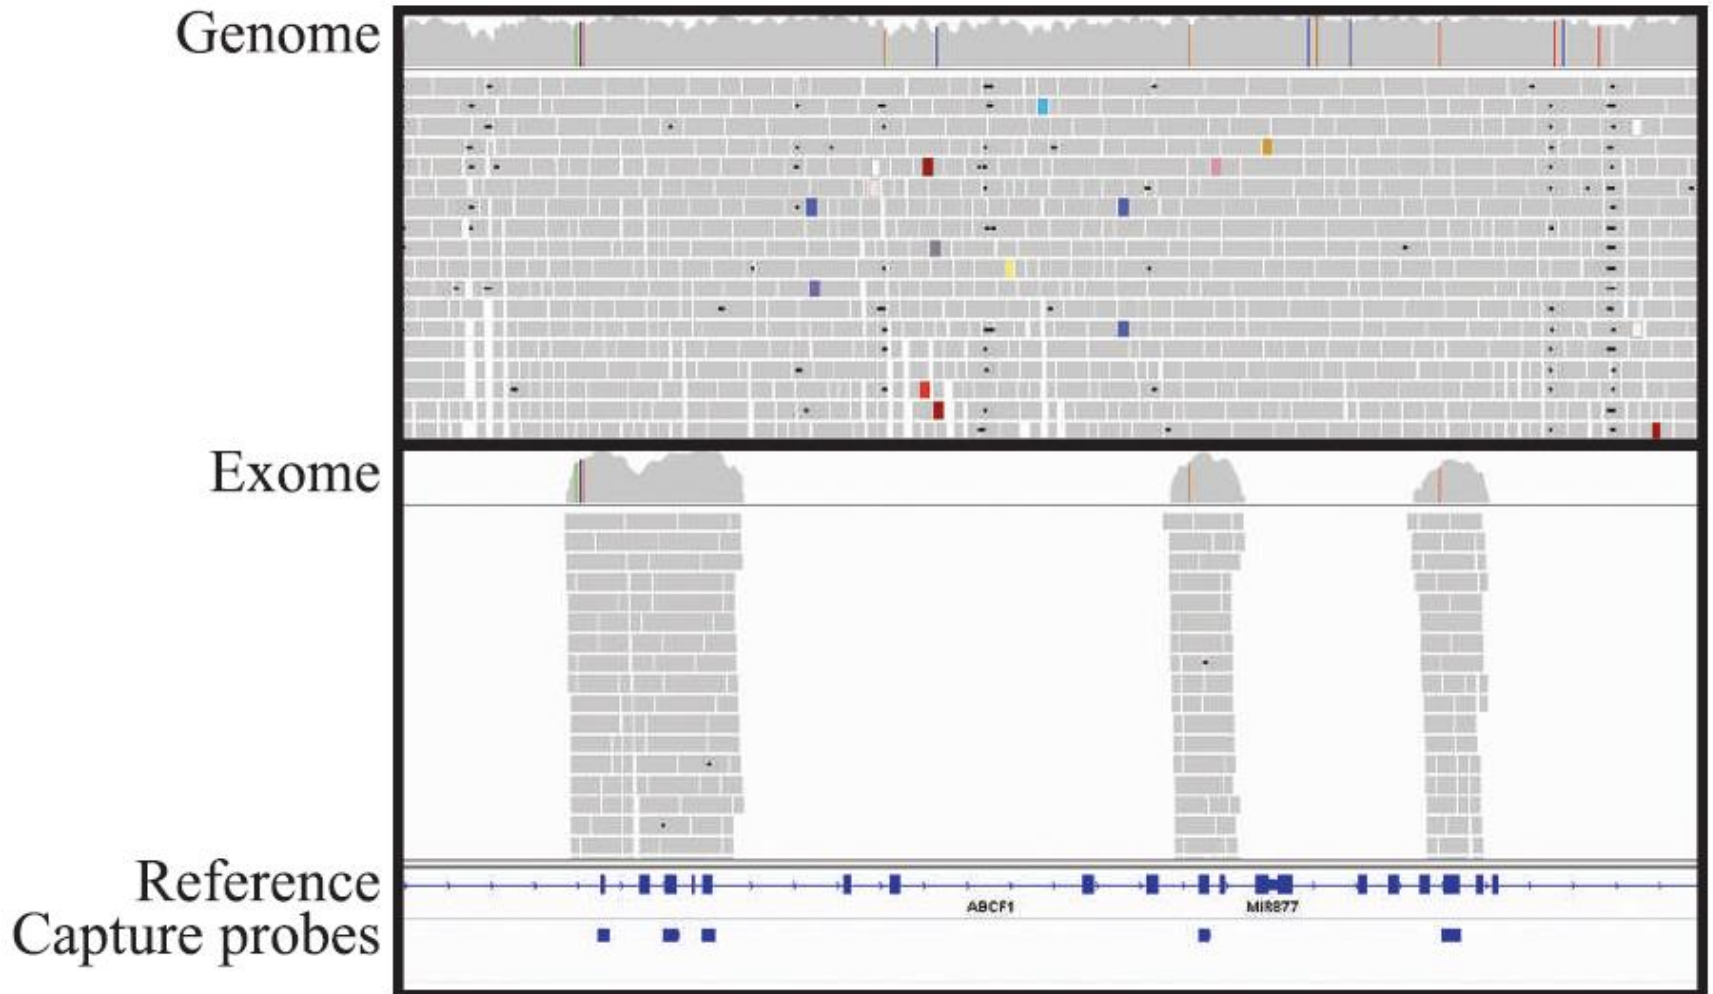 Genome
Exome
Reference
ABCF1
MIR877
Capture probes